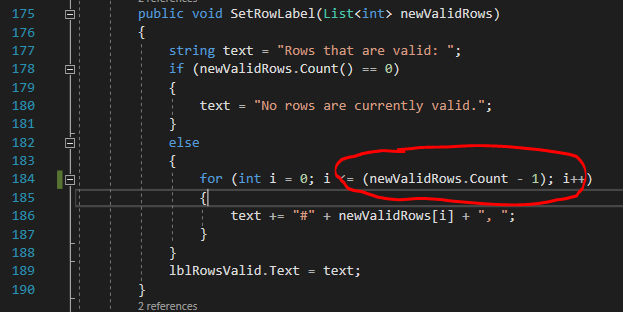 2 references
175 public void SetRowLabel(List<int> newValidRows)
176 {
177 string text = "Rows that are valid: ";
178 if (newValidRows.Count() == 0)
179 {
180 text = "No rows are currently valid.";
181 }
182 else
183 {
184 for (int i = 0; i <= (newValidRows.Count - 1); i++)
185 {
186 text += "#" + newValidRows[i] + ", ";
187 }
188 }
189 lblRowsValid.Text = text;
190 }
2 references